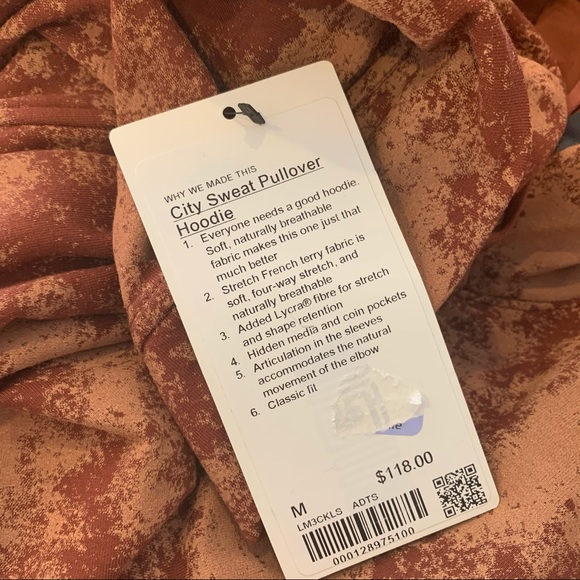 WHY WE MADE THIS
City Sweat Pullover
Hoodie
1. Everyone needs a good hoodie.
Soft, naturally breathable
fabric makes this one just that
much better
2. Stretch French terry fabric is
soft, four-way stretch, and
naturally breathable
3. Added Lycra® fibre for stretch
and shape retention
4. Hidden media and coin pockets
5. Articulation in the sleeves
accommodates the natural
movement of the elbow
6. Classic fit
M
$118.00
LM3CKLS ADTS
000128975100